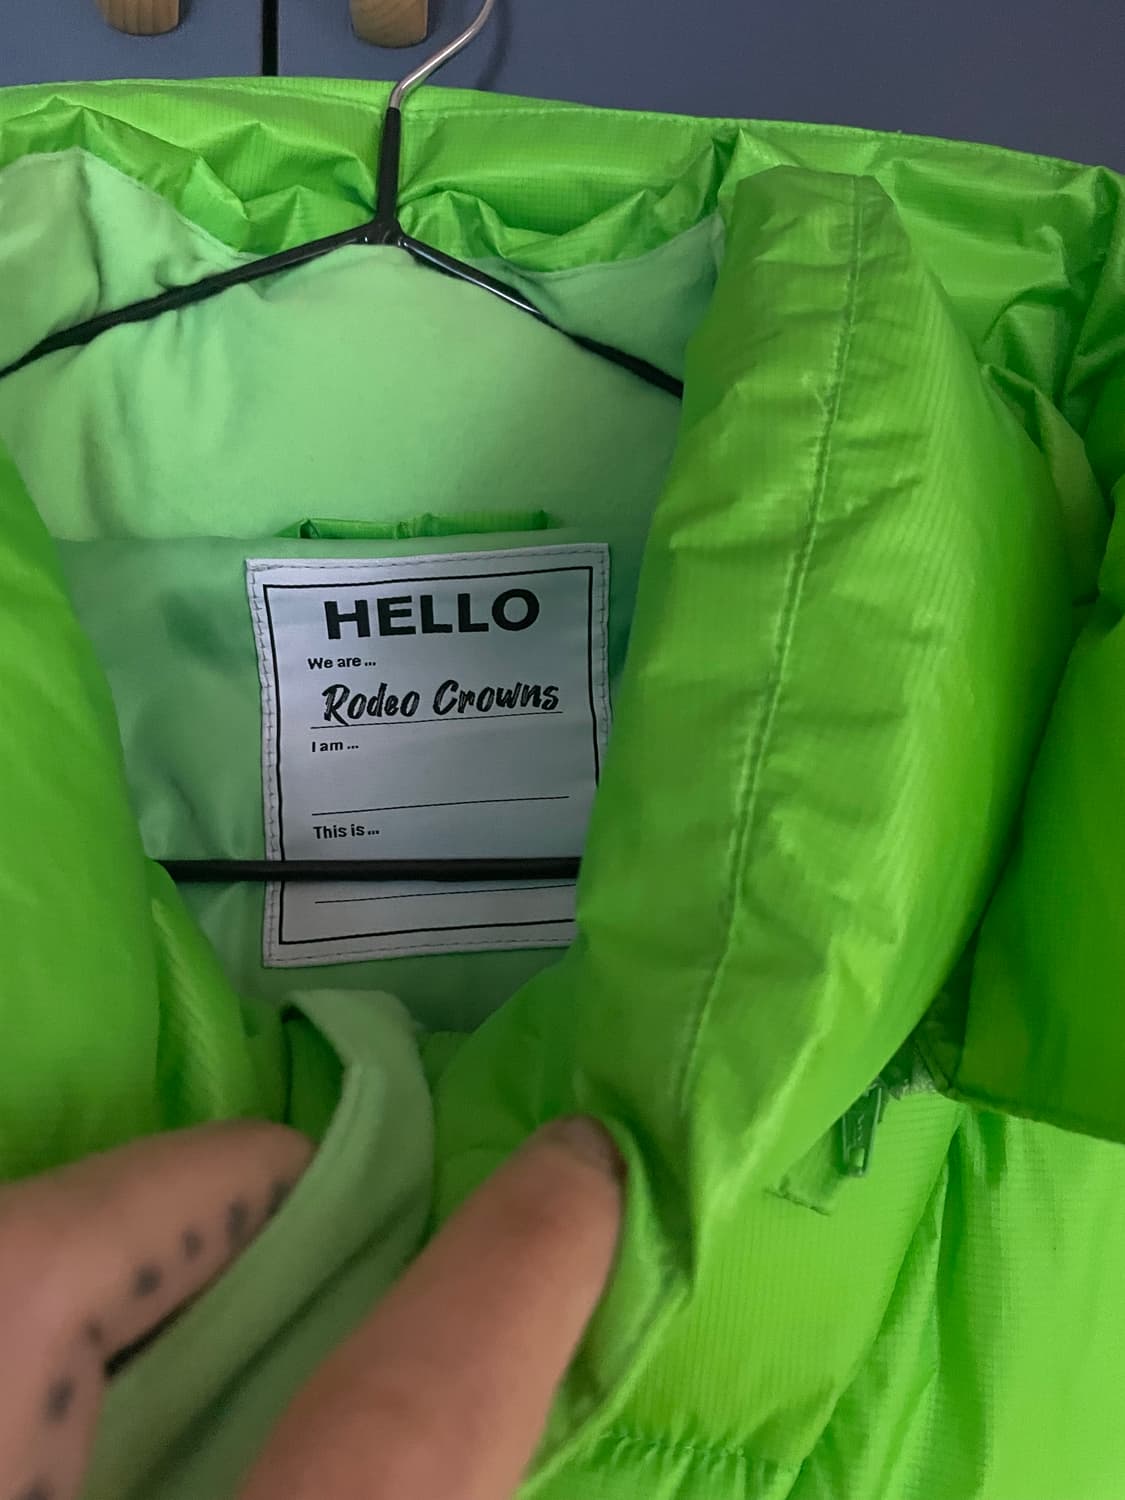 HELLO
We are ...
Rodeo Crowns
I am ...
This is ...